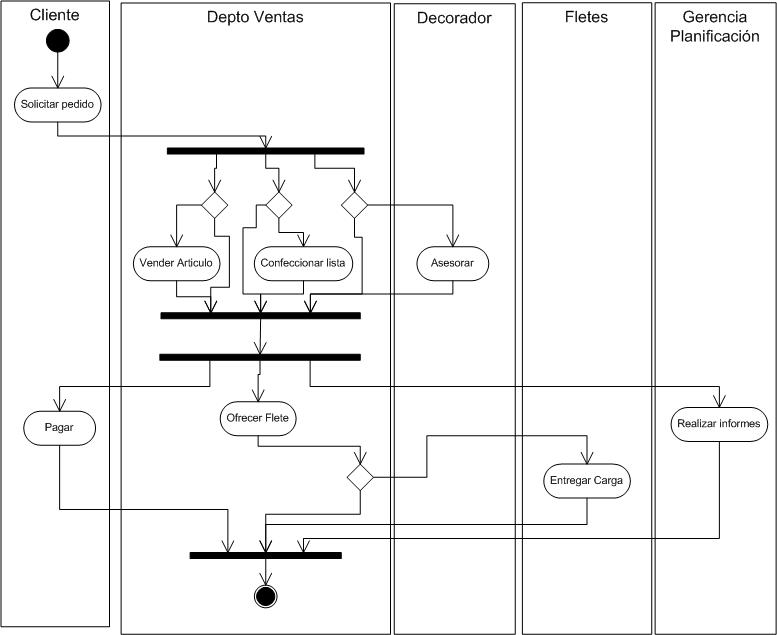 Cliente
Depto Ventas
Decorador
Fletes
Gerencia
Planificación
Solicitar pedido
Vender Articulo
Confeccionar lista
Asesorar
Pagar
Ofrecer Flete
Realizar informes
Entregar Carga